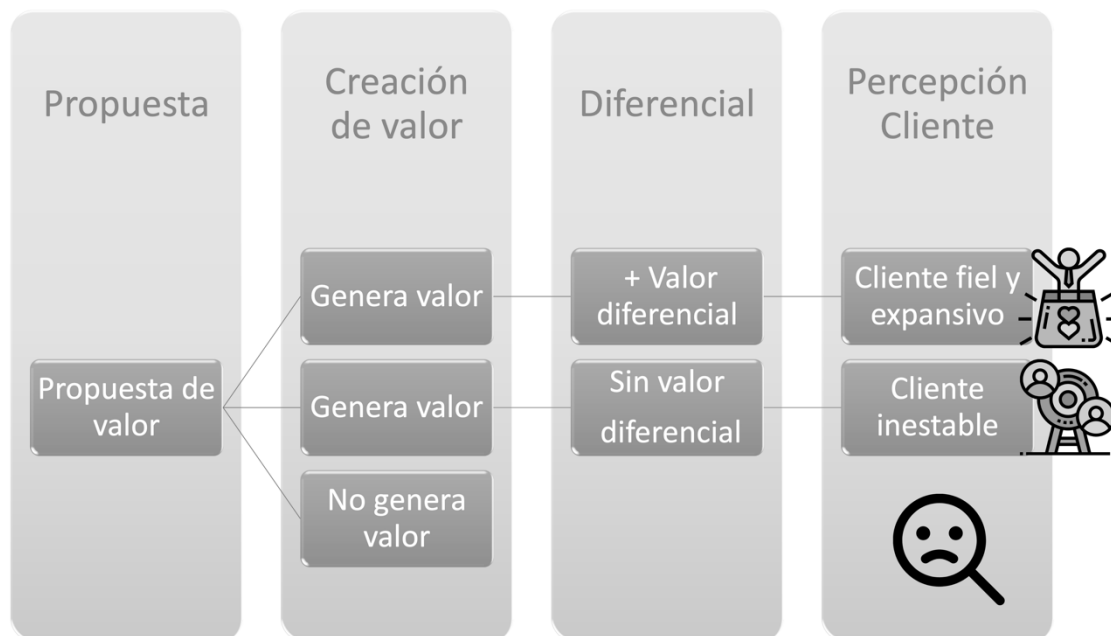 Propuesta
Creación
de valor
Diferencial
Percepción
Cliente
Propuesta de
valor
Genera valor
+ Valor
diferencial
Cliente fiel y
expansivo
Genera valor
Sin valor
diferencial
Cliente
inestable
No genera
valor